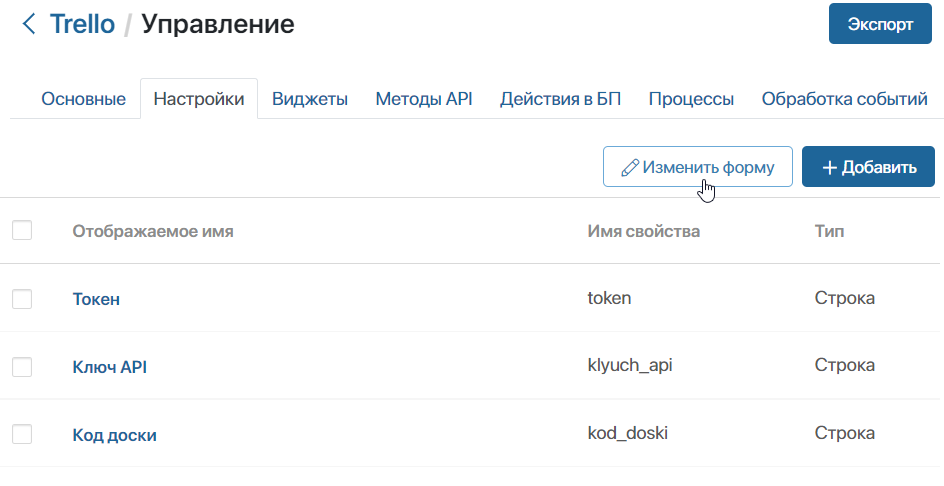 Trello / Управление
Экспорт
Основные Настройки Виджеты Методы API Действия в БП Процессы Обработка событий
Изменить форму + Добавить
Отображаемое имя Имя свойства Тип
Токен token Строка
Ключ API klyuch_api Строка
Код доски kod_doski Строка